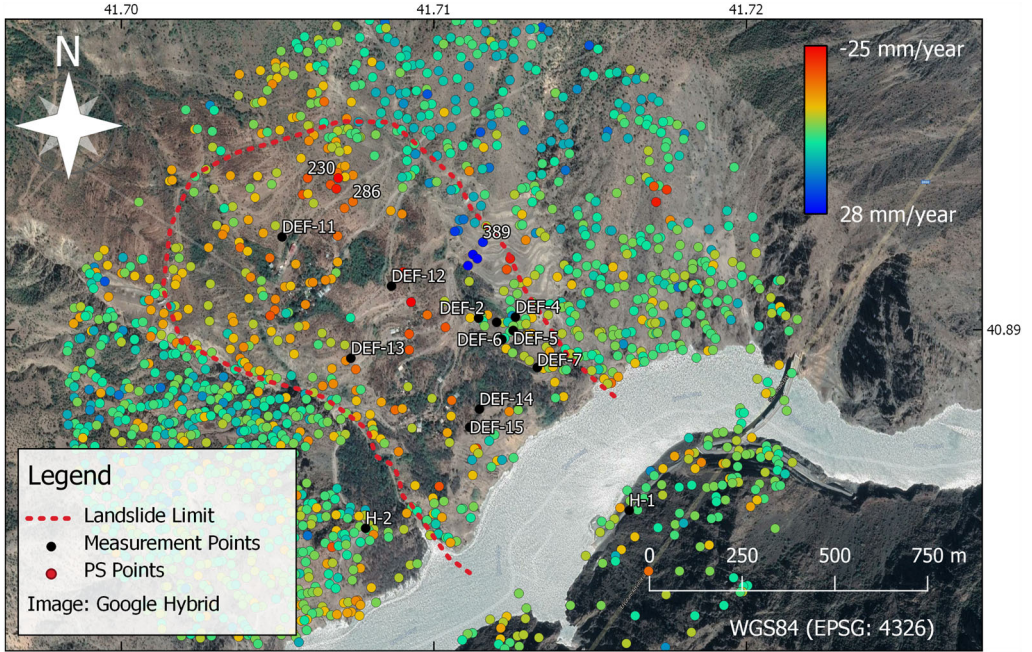 41.70 41.71 41.72
N
-25 mm/year
230
286
28 mm/year
DEF-11
389
DEF-12
DEF-2 DEF-4
40.89
DEF-6 DEF-5
DEF-13
DEF-7
DEF-14
DEF-15
Legend
Landslide Limit
Measurement Points
PS Points
Image: Google Hybrid
H-2
H-1
0 250 500 750 m
WGS84 (EPSG: 4326)